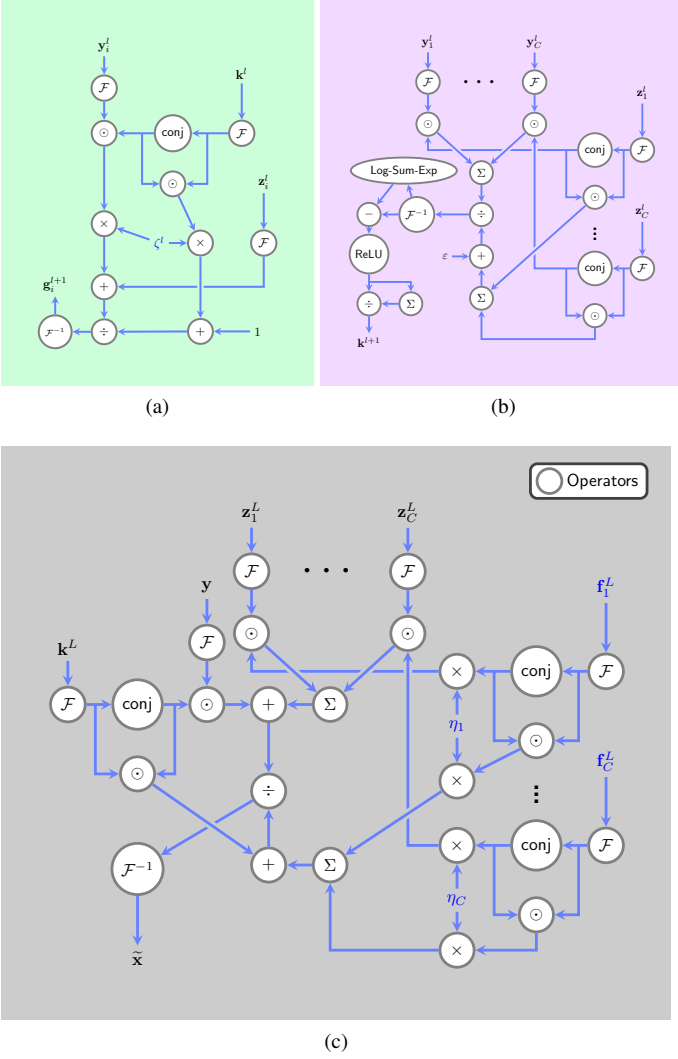 y_i^l
k^l
F
⊙ conj F
⊙
z_i^l
× ζ^l × F
g_i^{l+1} +
F^{-1} ÷ + 1
(a)
y_1^l y_C^l
F . . . F
z_1^l
⊙ ⊙ conj F
Log-Sum-Exp Σ
⊙
− F^{-1} ÷
z_C^l
ReLU ε + conj F
÷ Σ Σ
⊙
k^{l+1}
(b)
Operators
z_1^L z_C^L
F . . . F
y
f_1^L
F ⊙ ⊙
k^L
× conj F
F conj ⊙ + Σ
η_1
⊙
⊙ ÷ ×
f_C^L
F^{-1} + Σ × conj F
η_C ⊙
x̃ ×
(c)